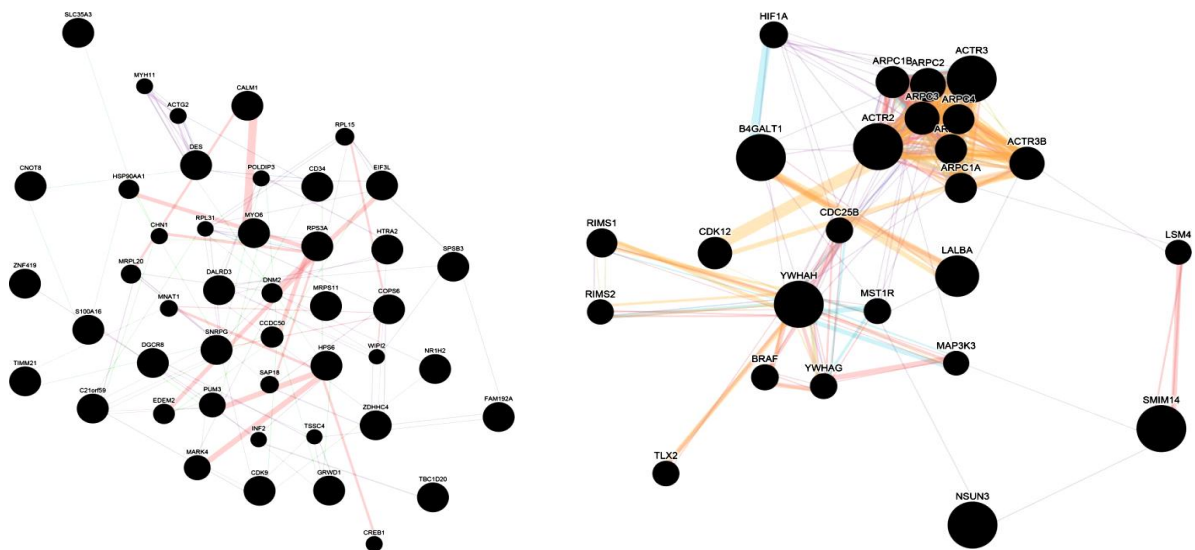 SLC35A3
MYH11
CALM1
ACTG2
RPL15
DES
CNOT8
HSP90AA1
POLDIP3
CD34
EIF3L
CHN1
RPL31
MYO6
RPS3A
HTRA2
SPSB3
ZNF419
MRPL20
DALRD3
DNM2
MRPS11
COPS6
MNAT1
S100A16
SNRPG
CCDC50
TIMM21
DGCR8
HPS6
WIPI2
NR1H2
SAP18
C21orf59
EDEM2
PUM3
ZDHHC4
FAM192A
INF2
TSSC4
MARK4
CDK9
GRWD1
TBC1D20
CREB1
HIF1A
ARPC1B
ARPC2
ACTR3
ARPC3
ARPC4
B4GALT1
ACTR2
ACTR3B
ARPC1A
CDC25B
RIMS1
CDK12
LSM4
LALBA
YWHAH
RIMS2
MST1R
BRAF
YWHAG
MAP3K3
SMIM14
TLX2
NSUN3